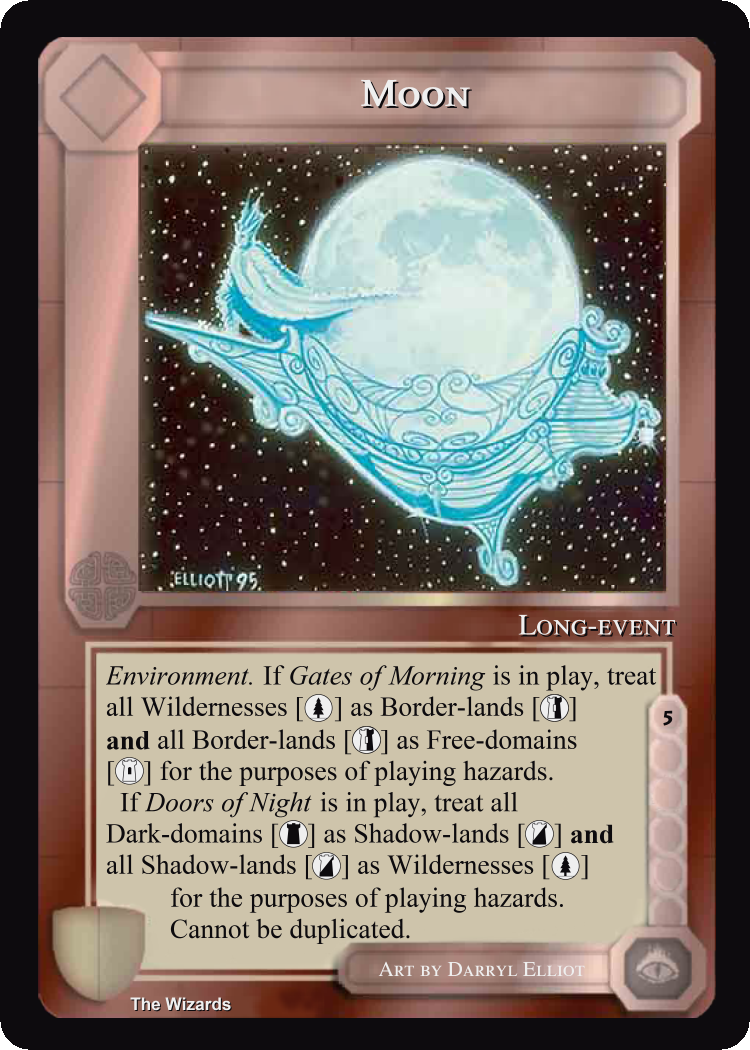 Moon
ELLIOTT 95
Long-event
Environment. If Gates of Morning is in play, treat
all Wildernesses [] as Border-lands []
and all Border-lands [] as Free-domains
[] for the purposes of playing hazards.
If Doors of Night is in play, treat all
Dark-domains [] as Shadow-lands [] and
all Shadow-lands [] as Wildernesses []
for the purposes of playing hazards.
Cannot be duplicated.
5
Art by Darryl Elliot
The Wizards